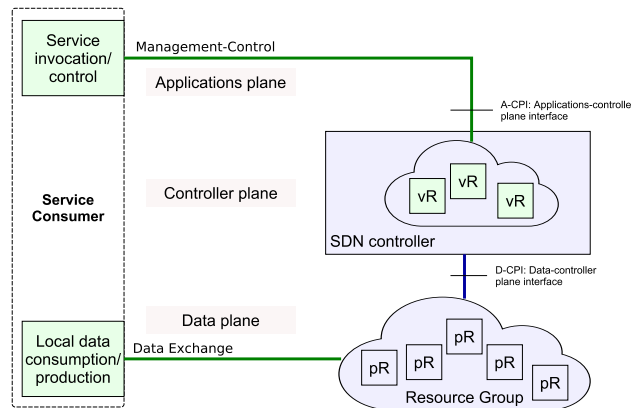 Service
invocation/
control
Management-Control
Applications plane
A-CPI: Applications-controlle
plane interface
vR
vR
vR
Controller plane
Service
Consumer
SDN controller
D-CPI: Data-controller
plane interface
Data plane
Local data
consumption/
production
Data Exchange
pR
pR
pR
pR
pR
Resource Group